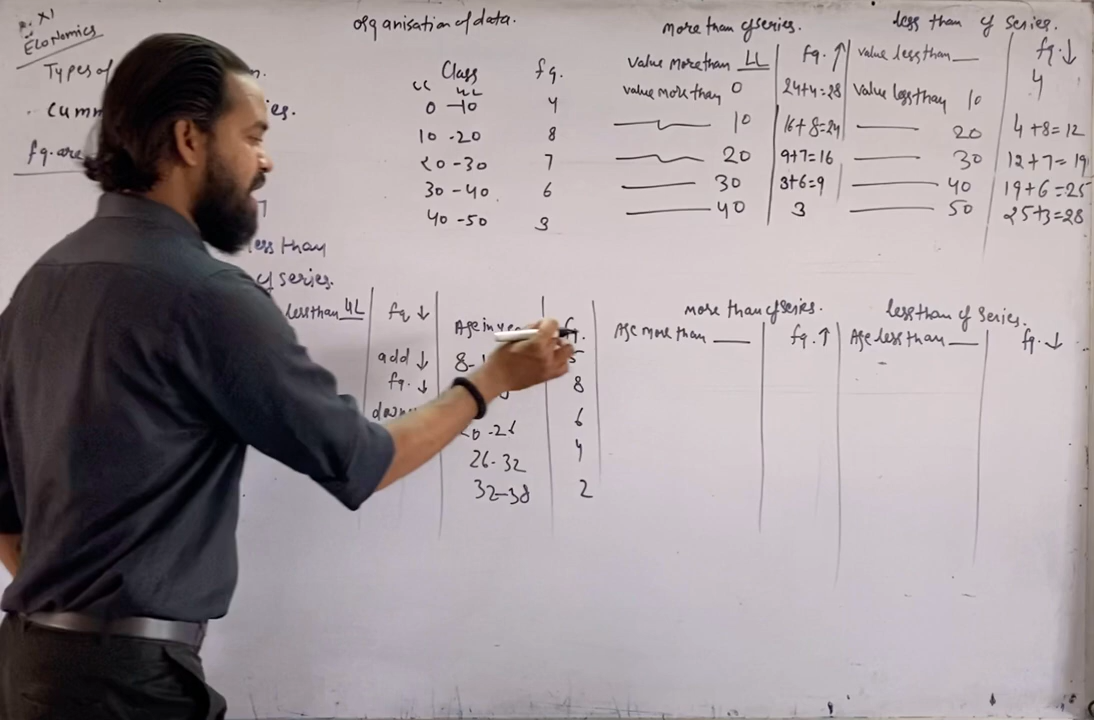 XI
Economics
organisation of data.
more than cf series.
less than cf series.
Types of
Cumm
fq. are
ies.
less than
cf series.
less than UL
fq ↓
add ↓
fq. ↓
Class fq.
LL UL
0 -10 4
10 -20 8
20 -30 7
30 -40 6
40 -50 3
value more than LL fq. ↑
value more than 0 24+4=28
10 16+8=24
20 9+7=16
30 3+6=9
40 3
value less than fq. ↓
value less than 10 4
20 4+8=12
30 12+7=19
40 19+6=25
50 25+3=28
Age in
8- 5
8
20-26 6
26-32 4
32-38 2
more than cf series.
Age more than fq. ↑
less than cf series.
Age less than fq. ↓